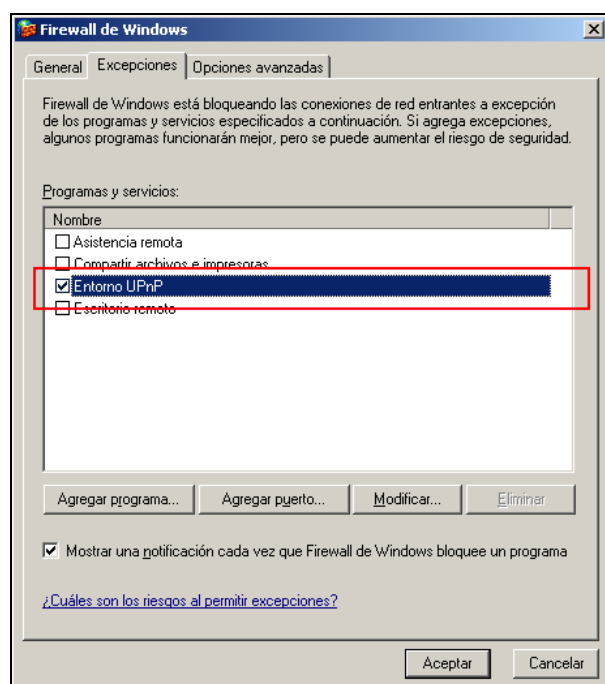 Firewall de Windows
General Excepciones Opciones avanzadas
Firewall de Windows está bloqueando las conexiones de red entrantes a excepción
de los programas y servicios especificados a continuación. Si agrega excepciones,
algunos programas funcionarán mejor, pero se puede aumentar el riesgo de seguridad.
Programas y servicios:
Nombre
Asistencia remota
Compartir archivos e impresoras
Entorno UPnP
Escritorio remoto
Agregar programa... Agregar puerto... Modificar... Eliminar
Mostrar una notificación cada vez que Firewall de Windows bloquee un programa
¿Cuáles son los riesgos al permitir excepciones?
Aceptar Cancelar